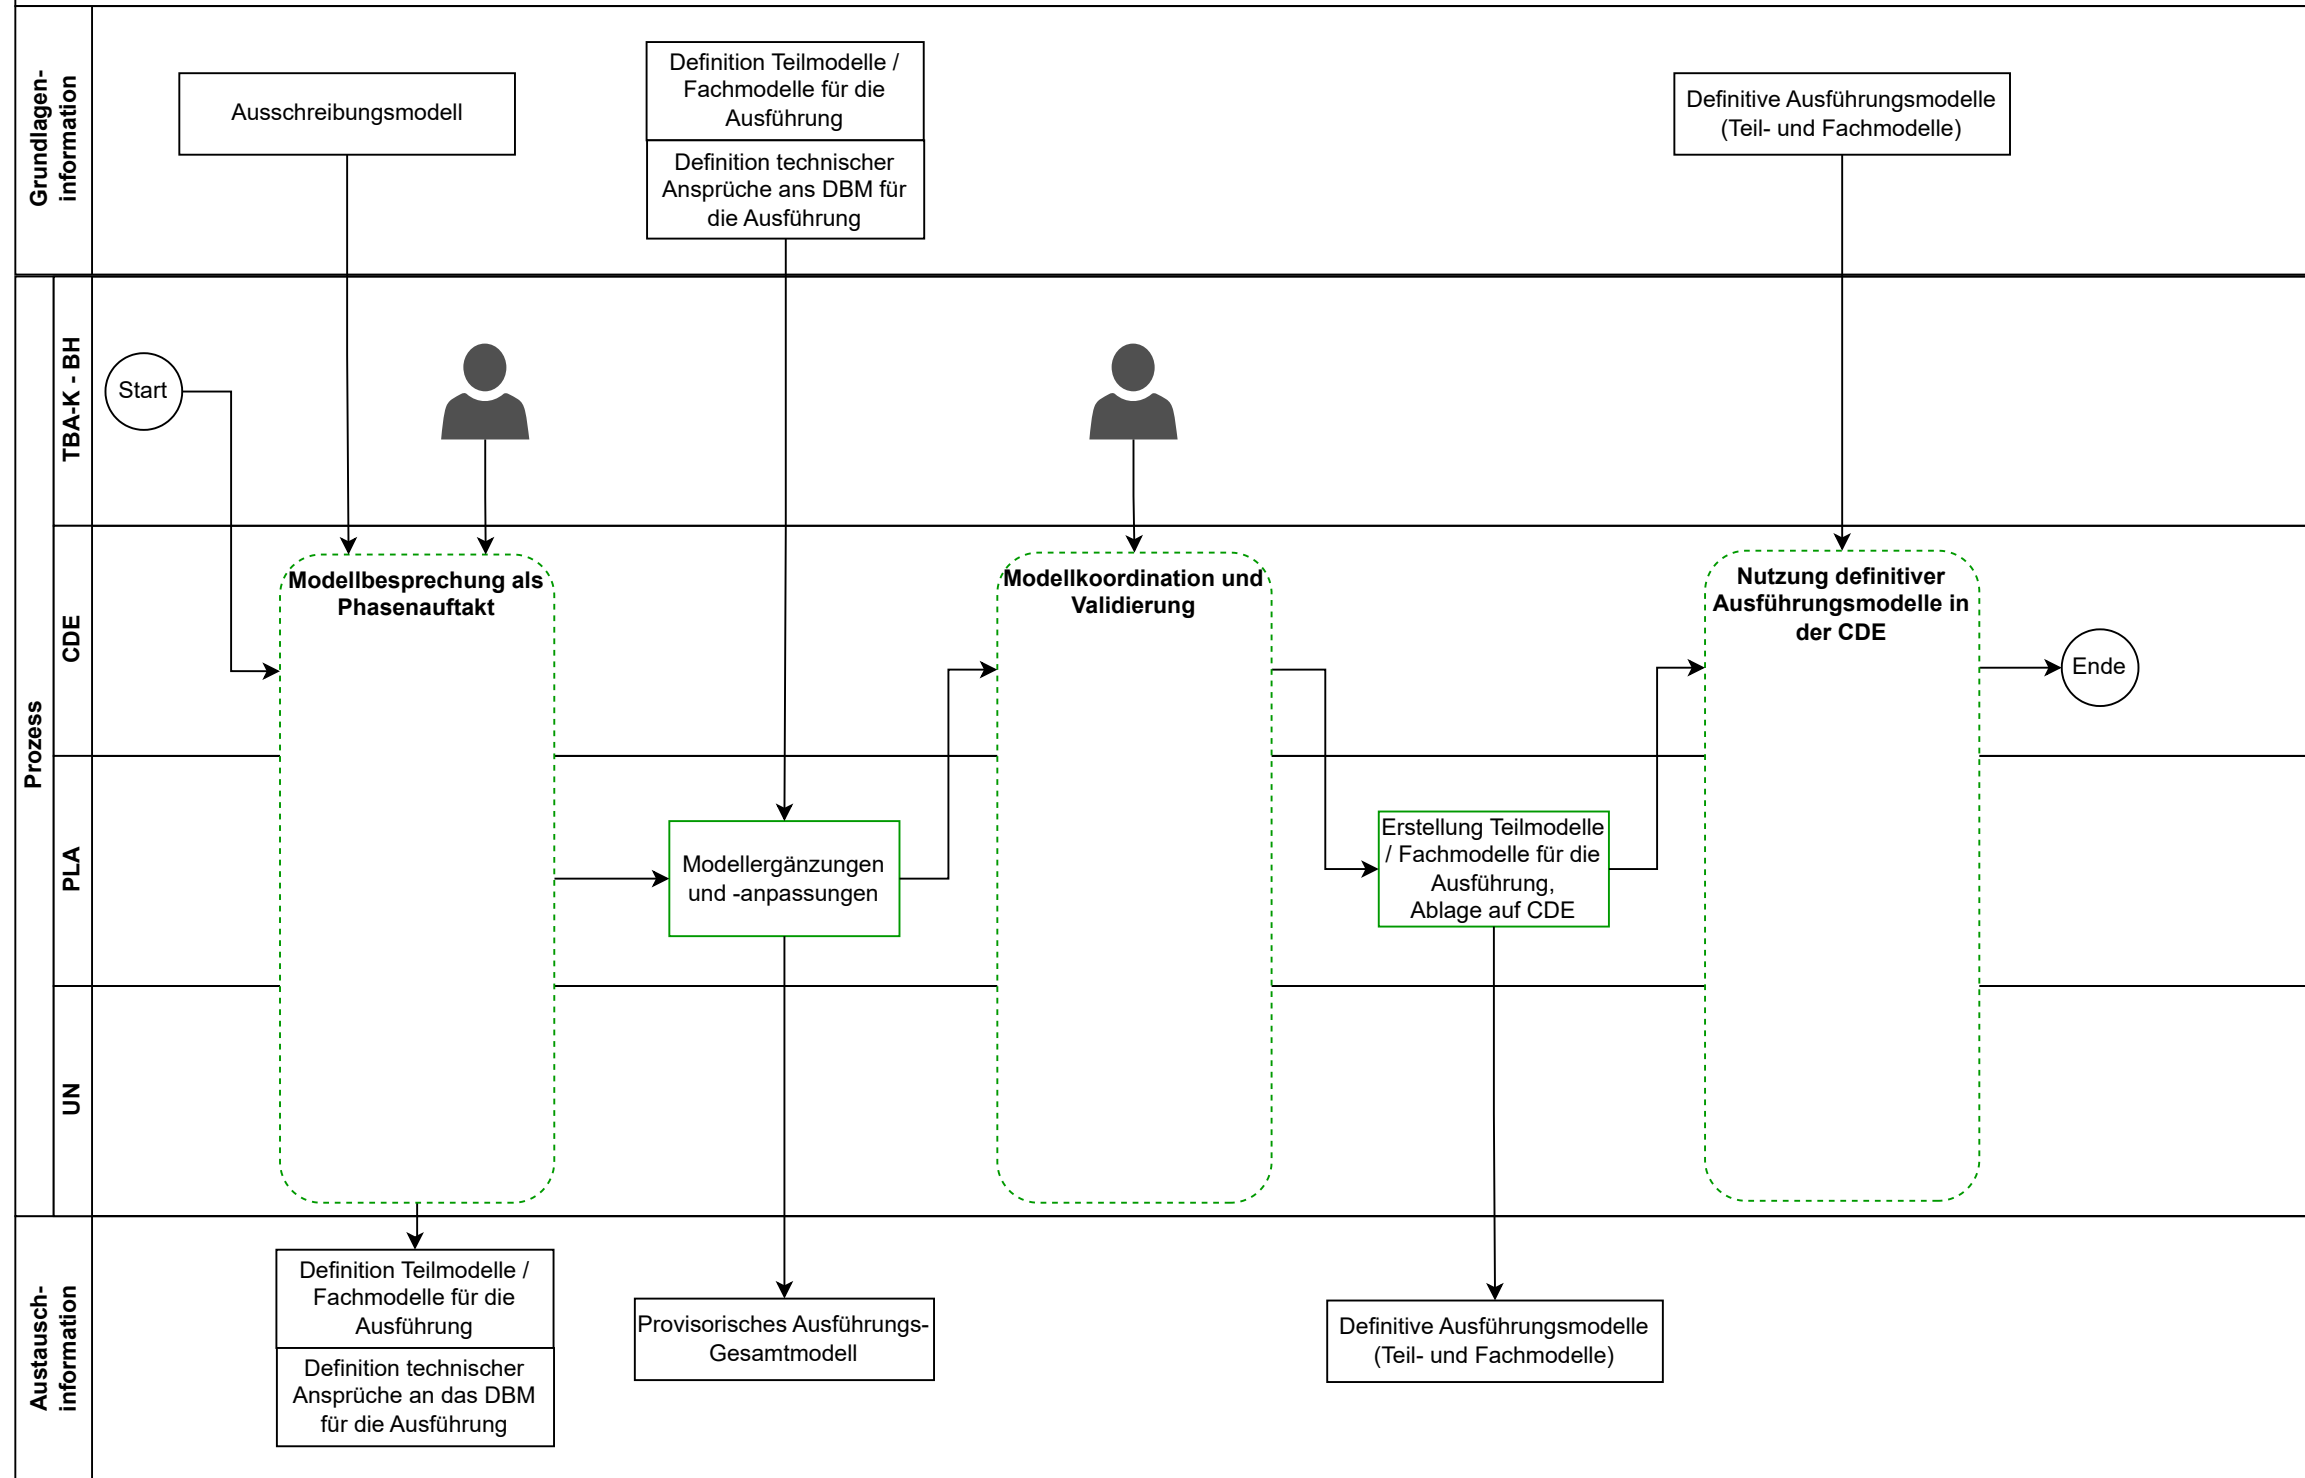 Grundlagen-
information
Ausschreibungsmodell
Definition Teilmodelle /
Fachmodelle für die
Ausführung
Definition technischer
Ansprüche ans DBM für
die Ausführung
Definitive Ausführungsmodelle
(Teil- und Fachmodelle)
Prozess
TBA-K - BH
Start
CDE
Modellbesprechung als
Phasenauftakt
Modellkoordination und
Validierung
Nutzung definitiver
Ausführungsmodelle in
der CDE
Ende
PLA
Modellergänzungen
und -anpassungen
Erstellung Teilmodelle
/ Fachmodelle für die
Ausführung,
Ablage auf CDE
UN
Austausch-
information
Definition Teilmodelle /
Fachmodelle für die
Ausführung
Definition technischer
Ansprüche an das DBM
für die Ausführung
Provisorisches Ausführungs-
Gesamtmodell
Definitive Ausführungsmodelle
(Teil- und Fachmodelle)